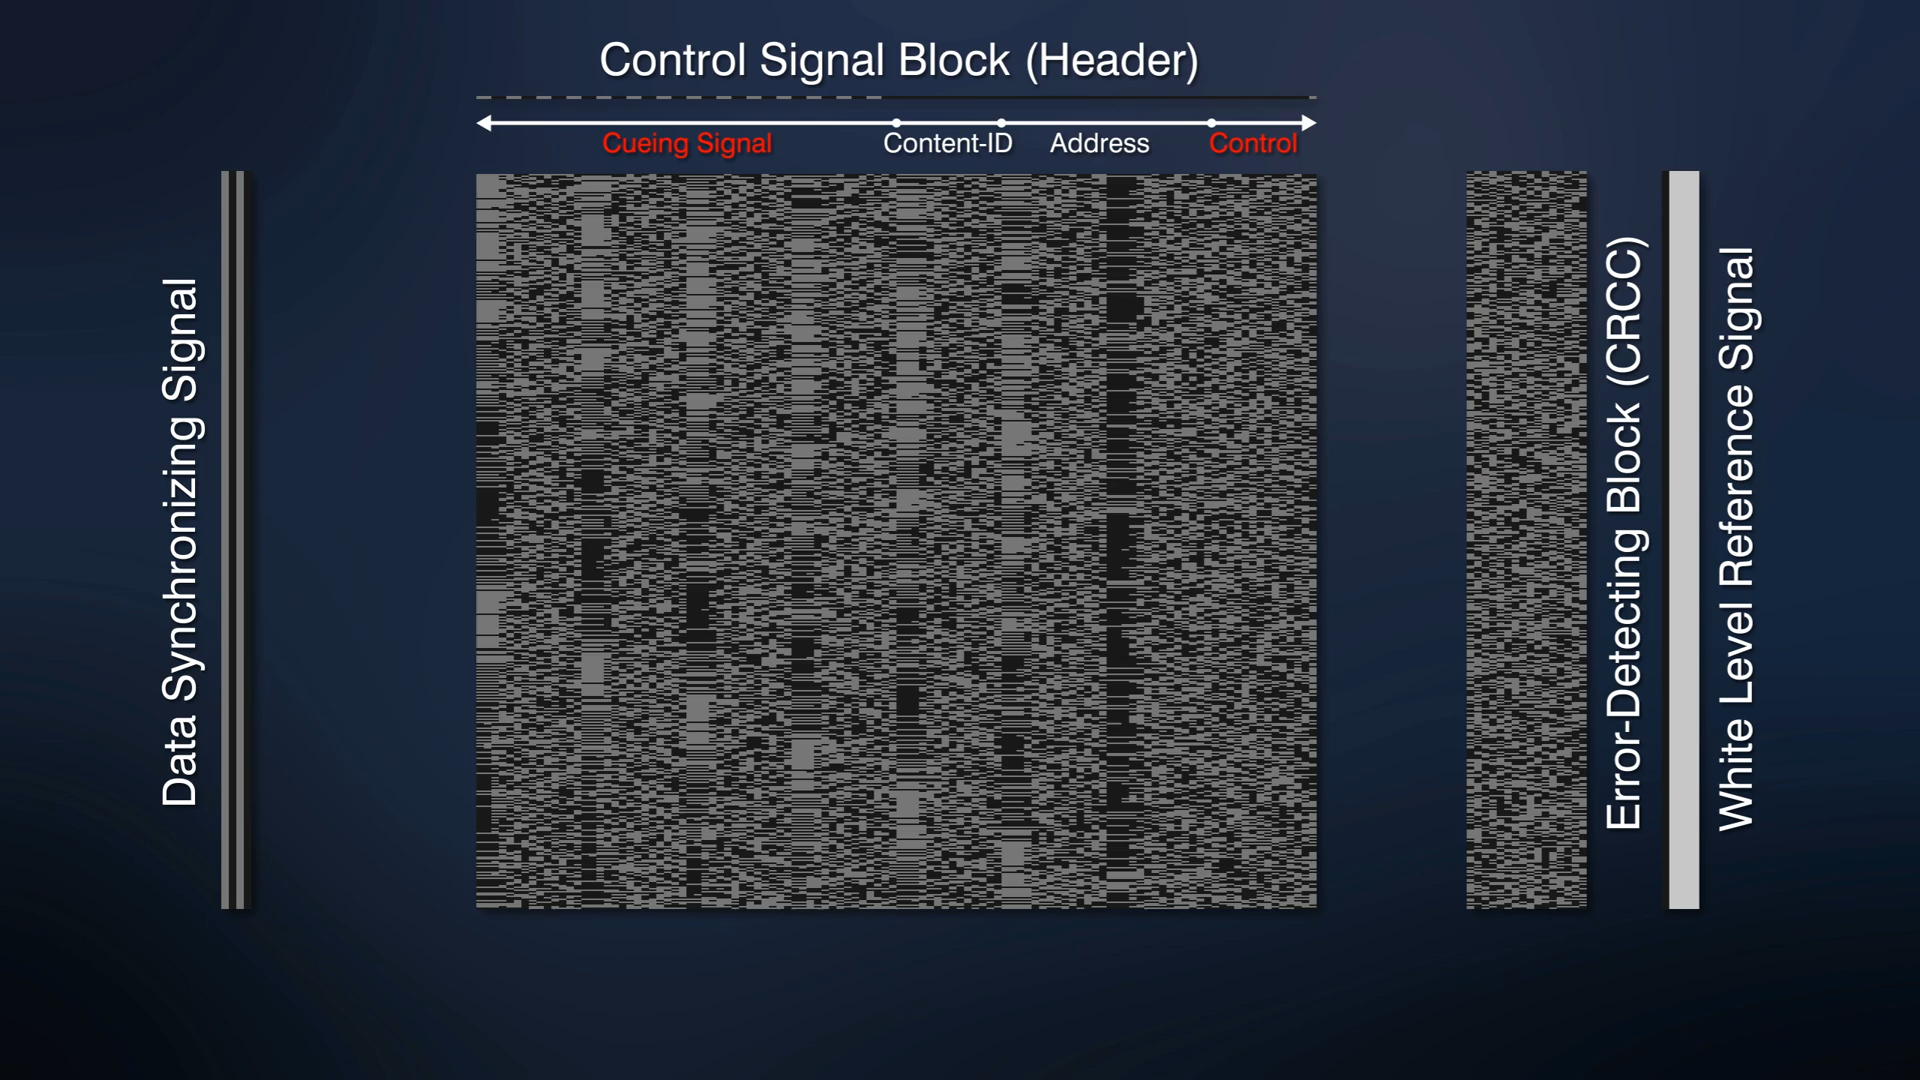 Control Signal Block (Header)
Cueing Signal
Content-ID
Address
Control
Data Synchronizing Signal
Error-Detecting Block (CRCC)
White Level Reference Signal